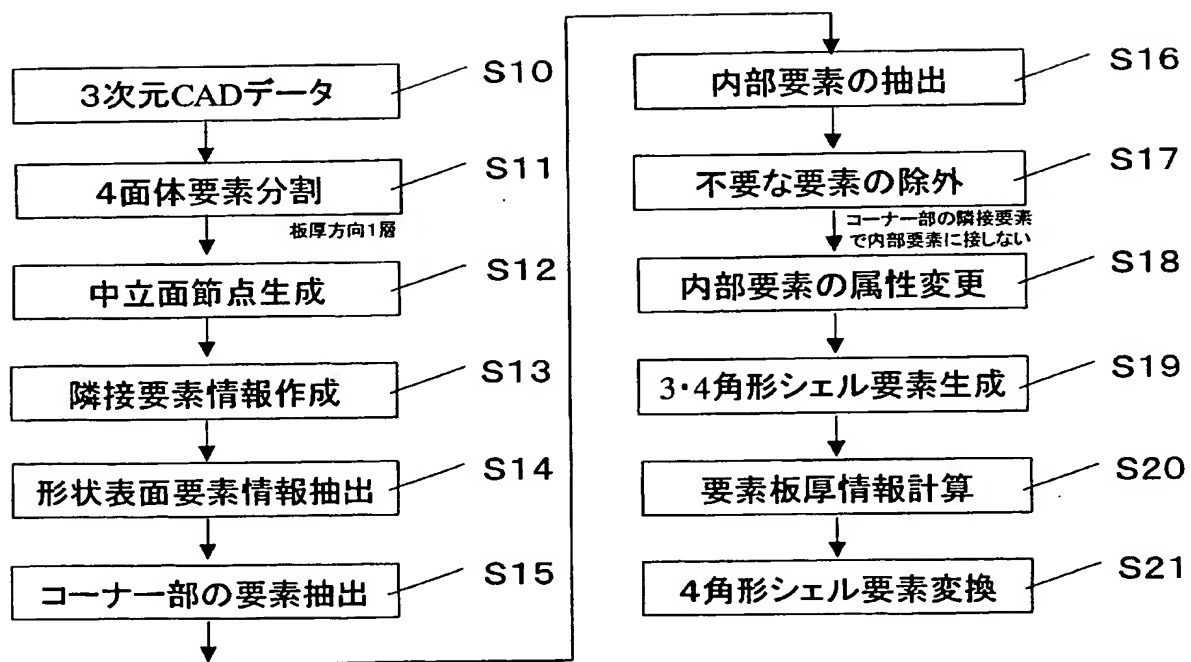 3次元CADデータ
S10
4面体要素分割
S11
板厚方向1層
中立面節点生成
S12
隣接要素情報作成
S13
形状表面要素情報抽出
S14
コーナー部の要素抽出
S15
内部要素の抽出
S16
不要な要素の除外
S17
コーナー部の隣接要素
で内部要素に接しない
内部要素の属性変更
S18
3・4角形シェル要素生成
S19
要素板厚情報計算
S20
4角形シェル要素変換
S21